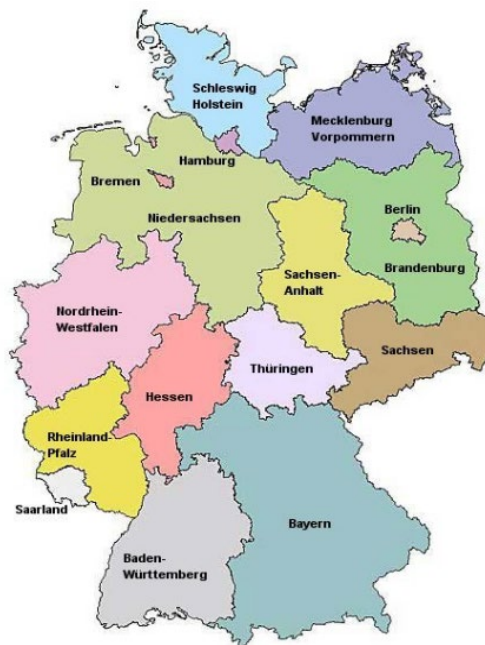 Schleswig
Holstein
Mecklenburg
Vorpommern
Hamburg
Bremen
Niedersachsen
Berlin
Brandenburg
Sachsen-
Anhalt
Nordrhein-
Westfalen
Sachsen
Thüringen
Hessen
Rheinland-
Pfalz
Saarland
Bayern
Baden-
Württemberg